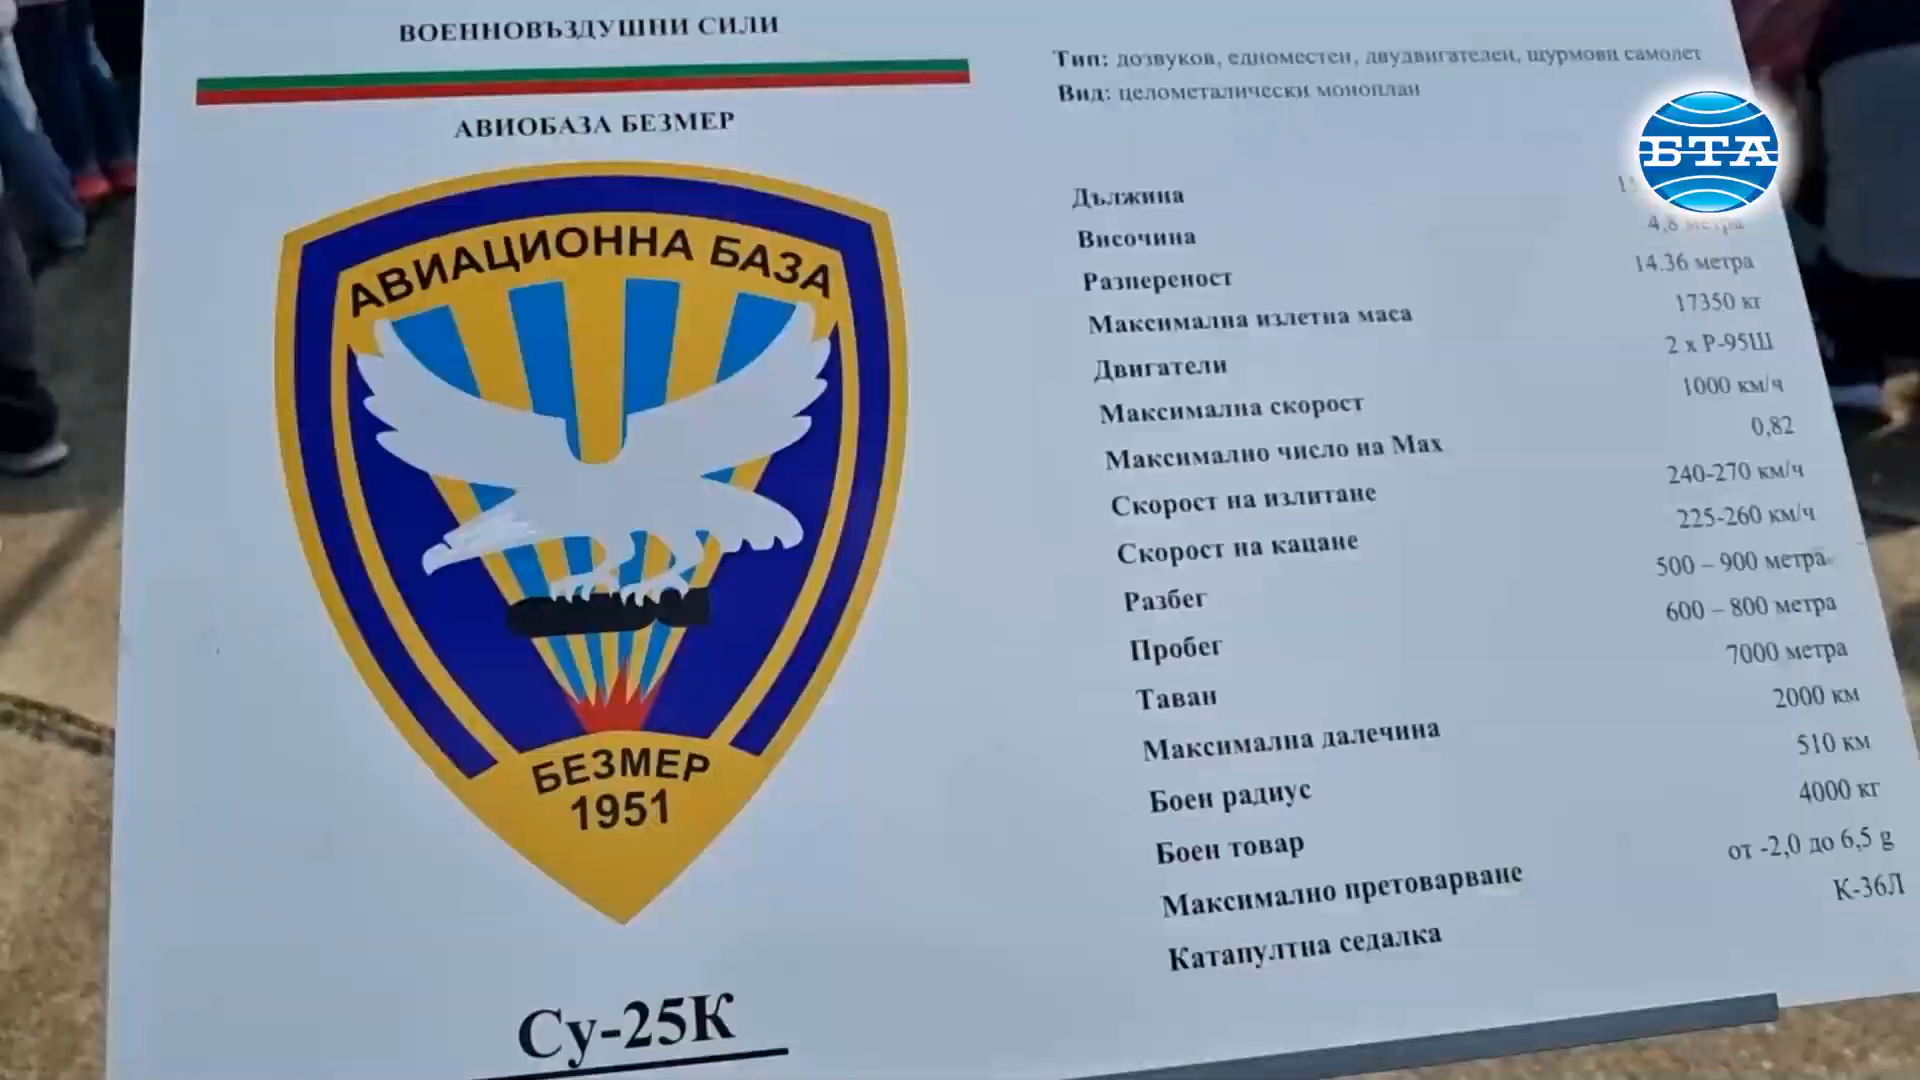 ВОЕННОВЪЗДУШНИ СИЛИ
АВИОБАЗА БЕЗМЕР
АВИАЦИОННА БАЗА
БЕЗМЕР
1951
Су-25К
Тип: дозвуков, едноместен, двудвигателен, щурмови самолет
Вид: целометалически моноплан
БТА
Дължина
Височина 4,8 метра
Разпереност 14.36 метра
Максимална излетна маса 17350 кг
Двигатели 2 x Р-95Ш
Максимална скорост 1000 км/ч
Максимално число на Мах 0,82
Скорост на излитане 240-270 км/ч
Скорост на кацане 225-260 км/ч
Разбег 500 – 900 метра
Пробег 600 – 800 метра
Таван 7000 метра
Максимална далечина 2000 км
Боен радиус 510 км
Боен товар 4000 кг
Максимално претоварване от -2,0 до 6,5 g
Катапултна седалка К-36Л